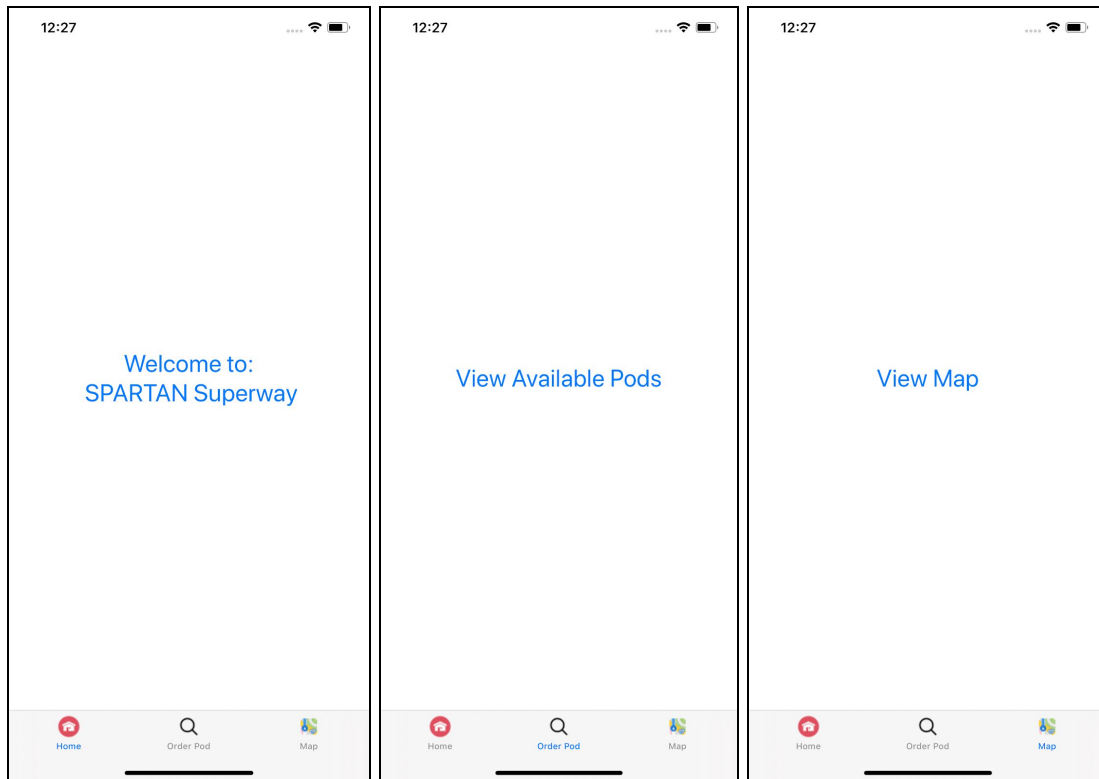 12:27
Welcome to:
SPARTAN Superway
Home
Order Pod
Map
12:27
View Available Pods
Home
Order Pod
Map
12:27
View Map
Home
Order Pod
Map